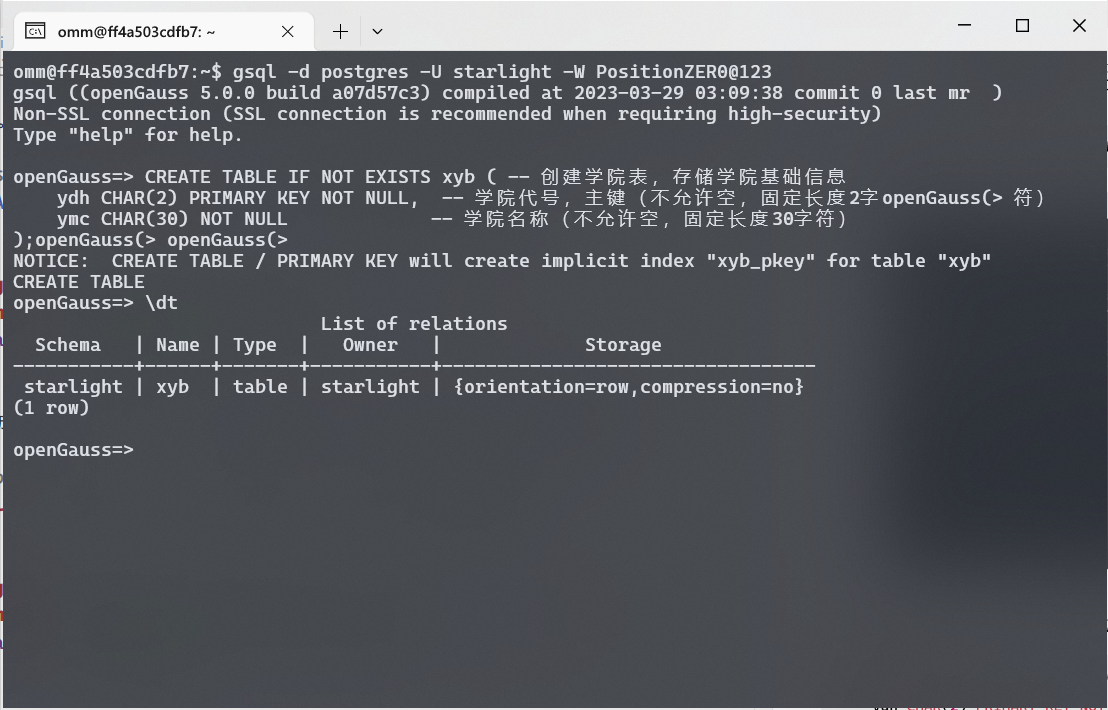 omm@ff4a503cdfb7: ~
omm@ff4a503cdfb7:~$ gsql -d postgres -U starlight -W PositionZER0@123
gsql ((openGauss 5.0.0 build a07d57c3) compiled at 2023-03-29 03:09:38 commit 0 last mr  )
Non-SSL connection (SSL connection is recommended when requiring high-security)
Type "help" for help.
openGauss=> CREATE TABLE IF NOT EXISTS xyb ( -- 创建学院表，存储学院基础信息
    ydh CHAR(2) PRIMARY KEY NOT NULL,  -- 学院代号，主键（不允许空，固定长度2字openGauss(> 符）
    ymc CHAR(30) NOT NULL             -- 学院名称（不允许空，固定长度30字符）
);openGauss(> openGauss(>
NOTICE:  CREATE TABLE / PRIMARY KEY will create implicit index "xyb_pkey" for table "xyb"
CREATE TABLE
openGauss=> \dt
                            List of relations
  Schema   | Name | Type  |   Owner   |             Storage
-----------+------+-------+-----------+----------------------------------
 starlight | xyb  | table | starlight | {orientation=row,compression=no}
(1 row)
openGauss=>